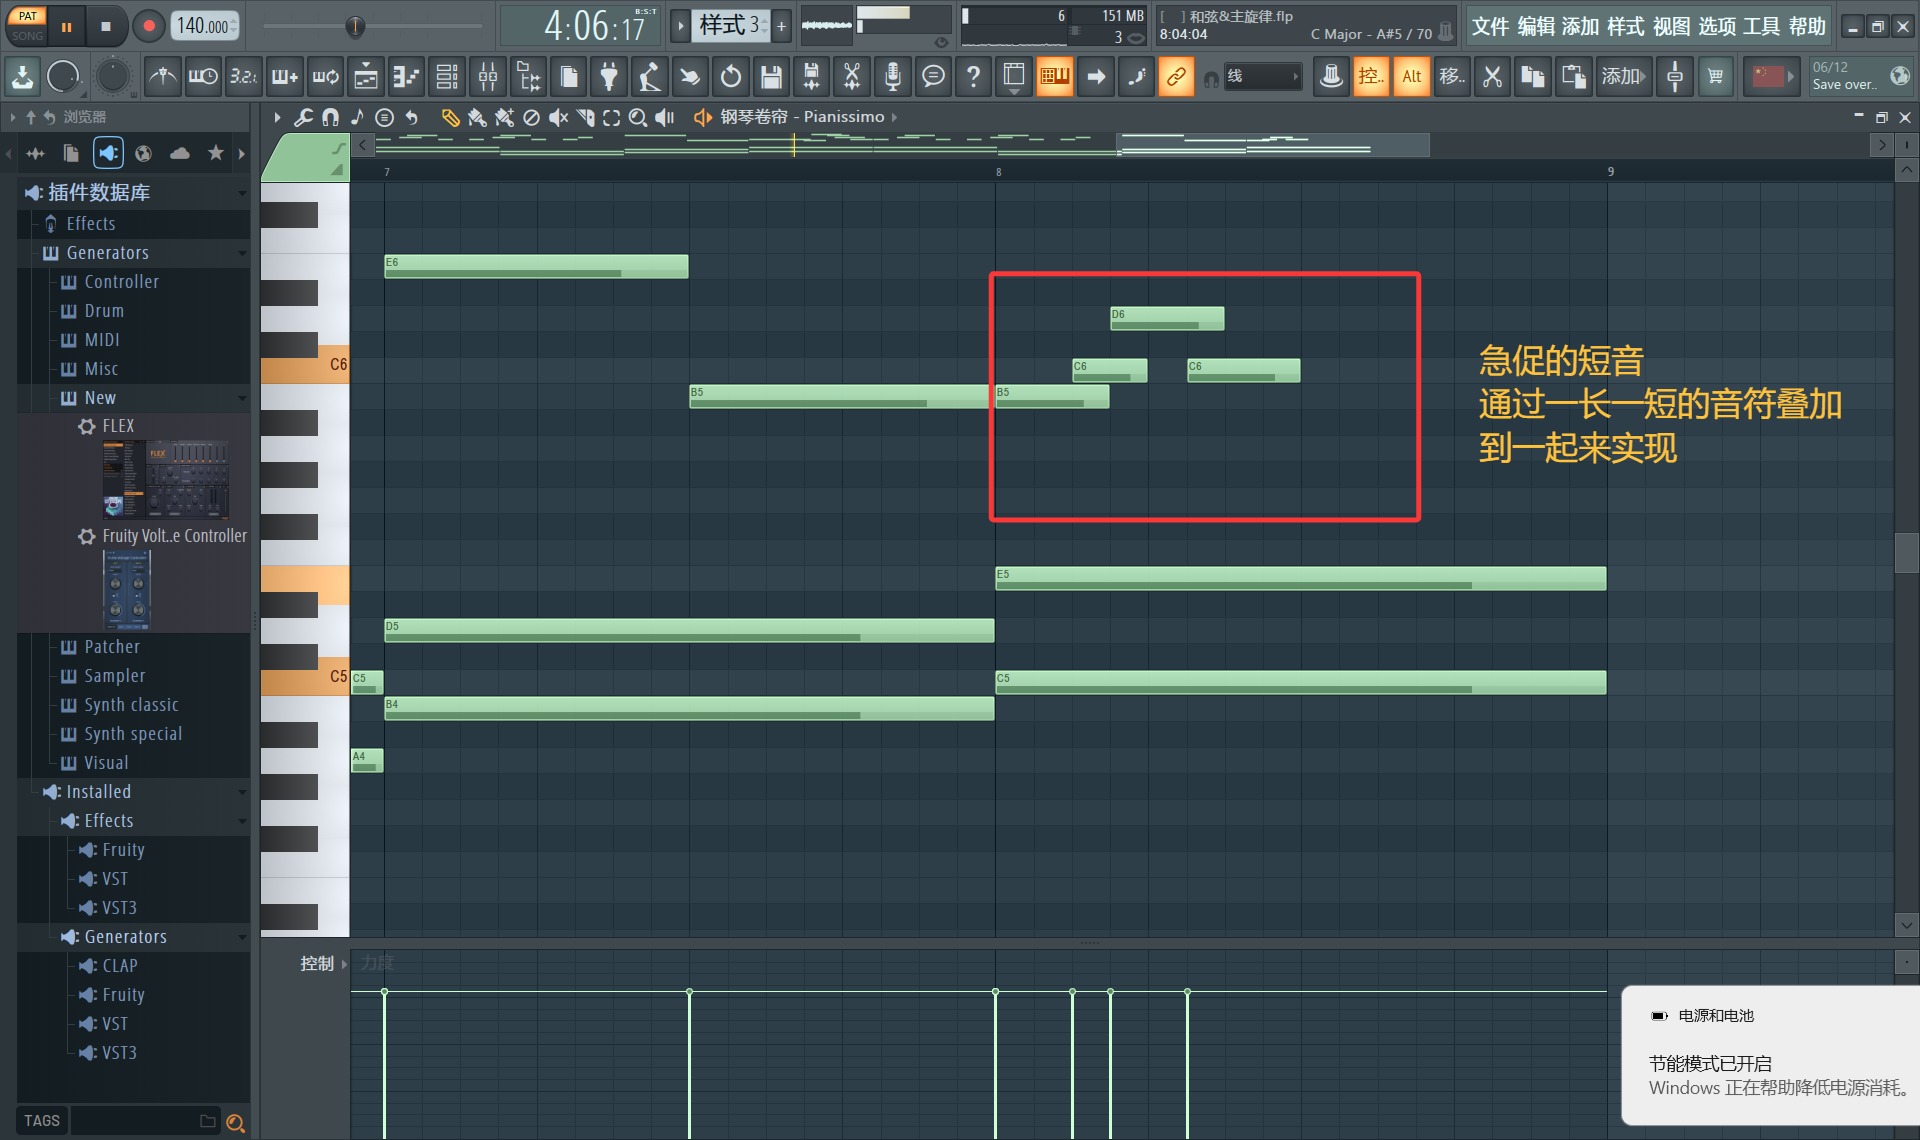 PAT
SONG
140.000
4:06:17
B:S:T
样式 3
+
6
151 MB
3
[ ] 和弦&主旋律.flp
8:04:04
C Major - A#5 / 70
文件 编辑 添加 样式 视图 选项 工具 帮助
3.2.
线
控..
Alt
移..
添加
06/12
Save over..
浏览器
钢琴卷帘 - Pianissimo
插件数据库
Effects
Generators
Controller
Drum
MIDI
Misc
New
FLEX
Fruity Volt..e Controller
Patcher
Sampler
Synth classic
Synth special
Visual
Installed
Effects
Fruity
VST
VST3
Generators
CLAP
Fruity
VST
VST3
TAGS
7
8
9
E6
D6
C6
C6
C6
B5
B5
E5
D5
C5
C5
C5
B4
A4
急促的短音
通过一长一短的音符叠加
到一起来实现
控制
力度
电源和电池
节能模式已开启
Windows 正在帮助降低电源消耗。